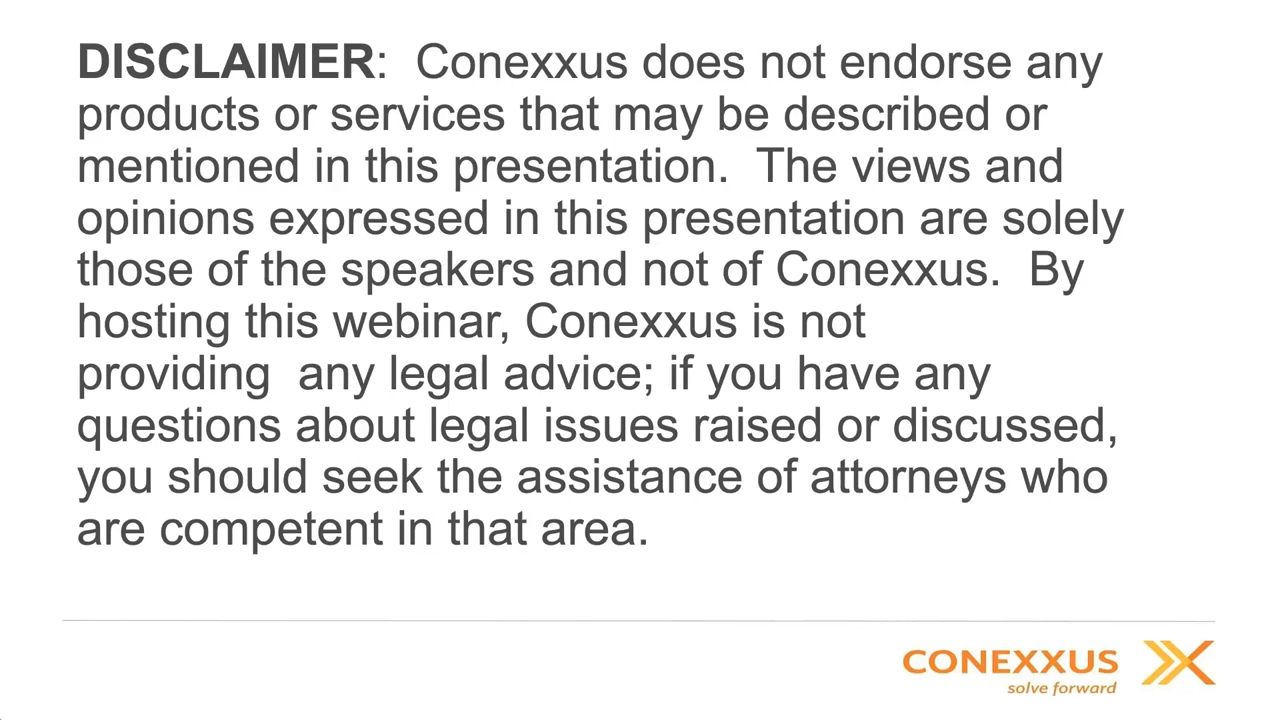 DISCLAIMER:  Conexxus does not endorse any
products or services that may be described or
mentioned in this presentation.  The views and
opinions expressed in this presentation are solely
those of the speakers and not of Conexxus.  By
hosting this webinar, Conexxus is not
providing  any legal advice; if you have any
questions about legal issues raised or discussed,
you should seek the assistance of attorneys who
are competent in that area.
CONEXXUS
solve forward